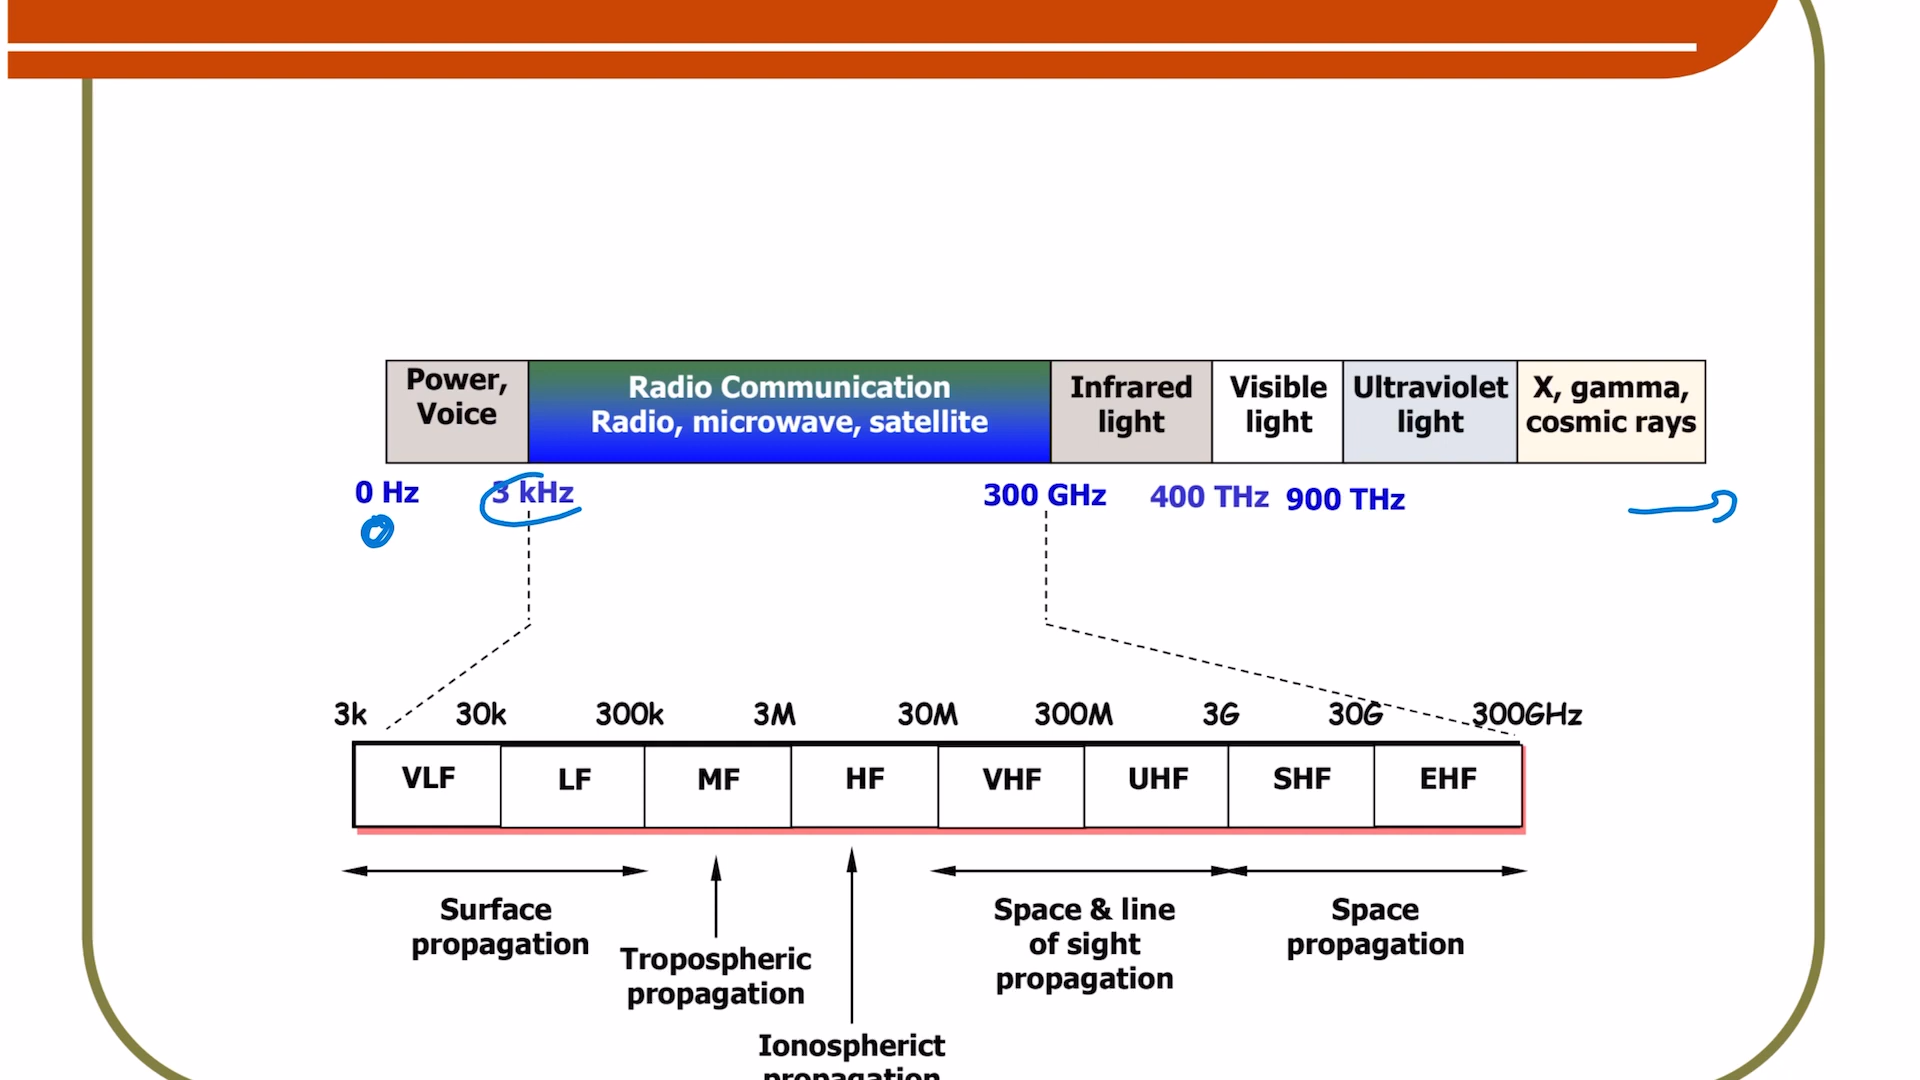 Power,
Voice
Radio Communication
Radio, microwave, satellite
Infrared
light
Visible
light
Ultraviolet
light
X, gamma,
cosmic rays
0 Hz
3 kHz
300 GHz
400 THz
900 THz
3k
30k
300k
3M
30M
300M
3G
30G
300GHz
VLF
LF
MF
HF
VHF
UHF
SHF
EHF
Surface
propagation
Tropospheric
propagation
Ionospherict
propagation
Space & line
of sight
propagation
Space
propagation